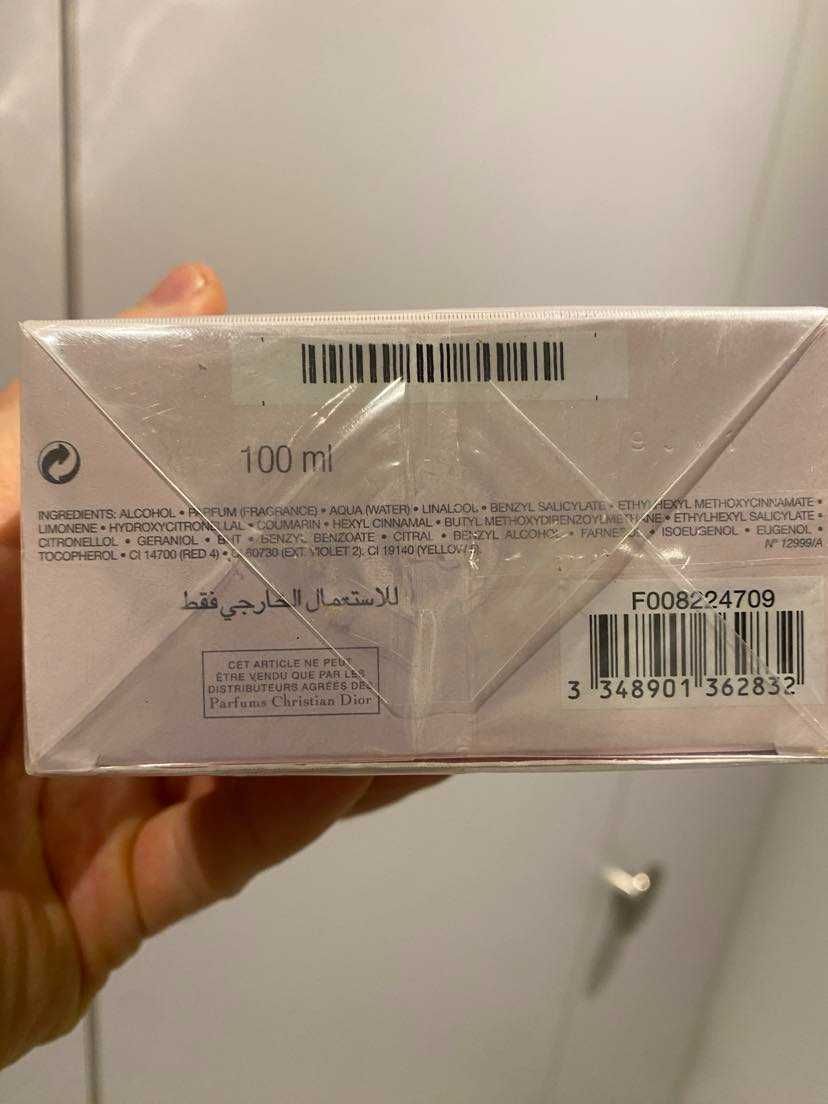 100 ml
INGREDIENTS: ALCOHOL • PARFUM (FRAGRANCE) • AQUA (WATER) • LINALOOL • BENZYL SALICYLATE • ETHYLHEXYL METHOXYCINNAMATE •
LIMONENE • HYDROXYCITRONELLAL • COUMARIN • HEXYL CINNAMAL • BUTYL METHOXYDIBENZOYLMETHANE • ETHYLHEXYL SALICYLATE •
CITRONELLOL • GERANIOL • BHT • BENZYL BENZOATE • CITRAL • BENZYL ALCOHOL • FARNESOL • ISOEUGENOL • EUGENOL •
TOCOPHEROL • CI 14700 (RED 4) • CI 60730 (EXT. VIOLET 2). CI 19140 (YELLOW 5).
N° 12999/A
للاستعمال الخارجي فقط
F008224709
3 348901 362832
CET ARTICLE NE PEUT
ÊTRE VENDU QUE PAR LES
DISTRIBUTEURS AGRÉÉS DES
Parfums Christian Dior